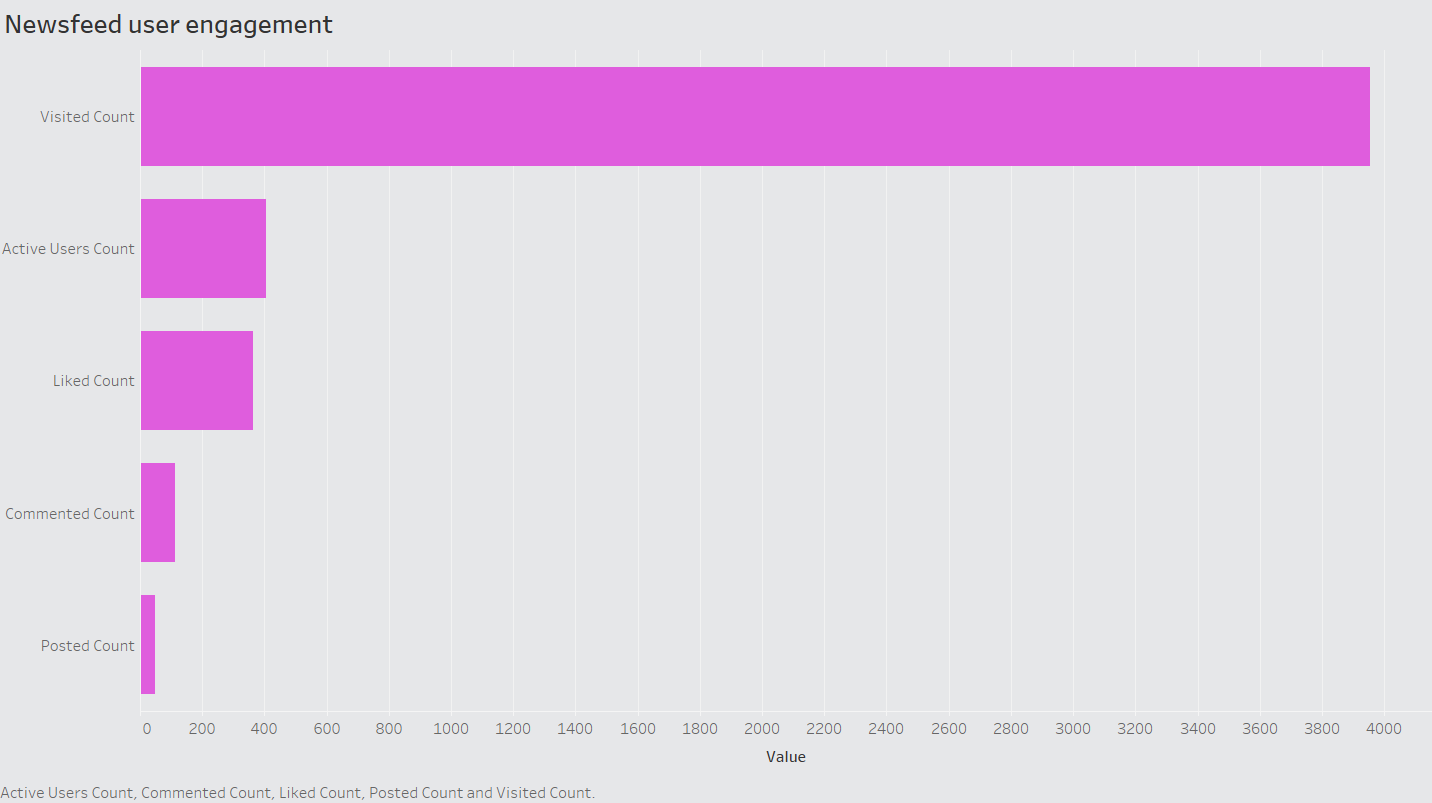 Newsfeed user engagement
Visited Count
Active Users Count
Liked Count
Commented Count
Posted Count
0 200 400 600 800 1000 1200 1400 1600 1800 2000 2200 2400 2600 2800 3000 3200 3400 3600 3800 4000
Value
Active Users Count, Commented Count, Liked Count, Posted Count and Visited Count.